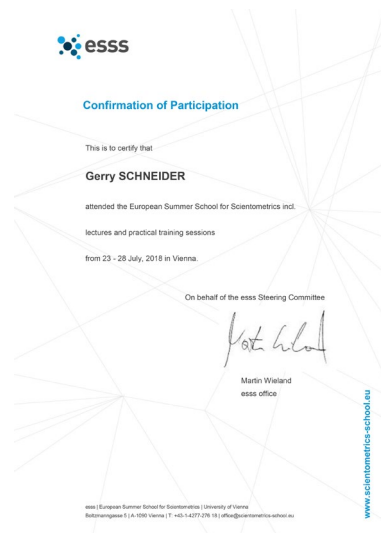 esss
Confirmation of Participation
This is to certify that
Gerry SCHNEIDER
attended the European Summer School for Scientometrics incl.
lectures and practical training sessions
from 23 - 28 July, 2018 in Vienna.
On behalf of the esss Steering Committee
Martin Wieland
esss office
www.scientometrics-school.eu
esss | European Summer School for Scientometrics | University of Vienna
Boltzmanngasse 5 | A-1090 Vienna | T: +43-1-4277-276 18 | office@scientometrics-school.eu